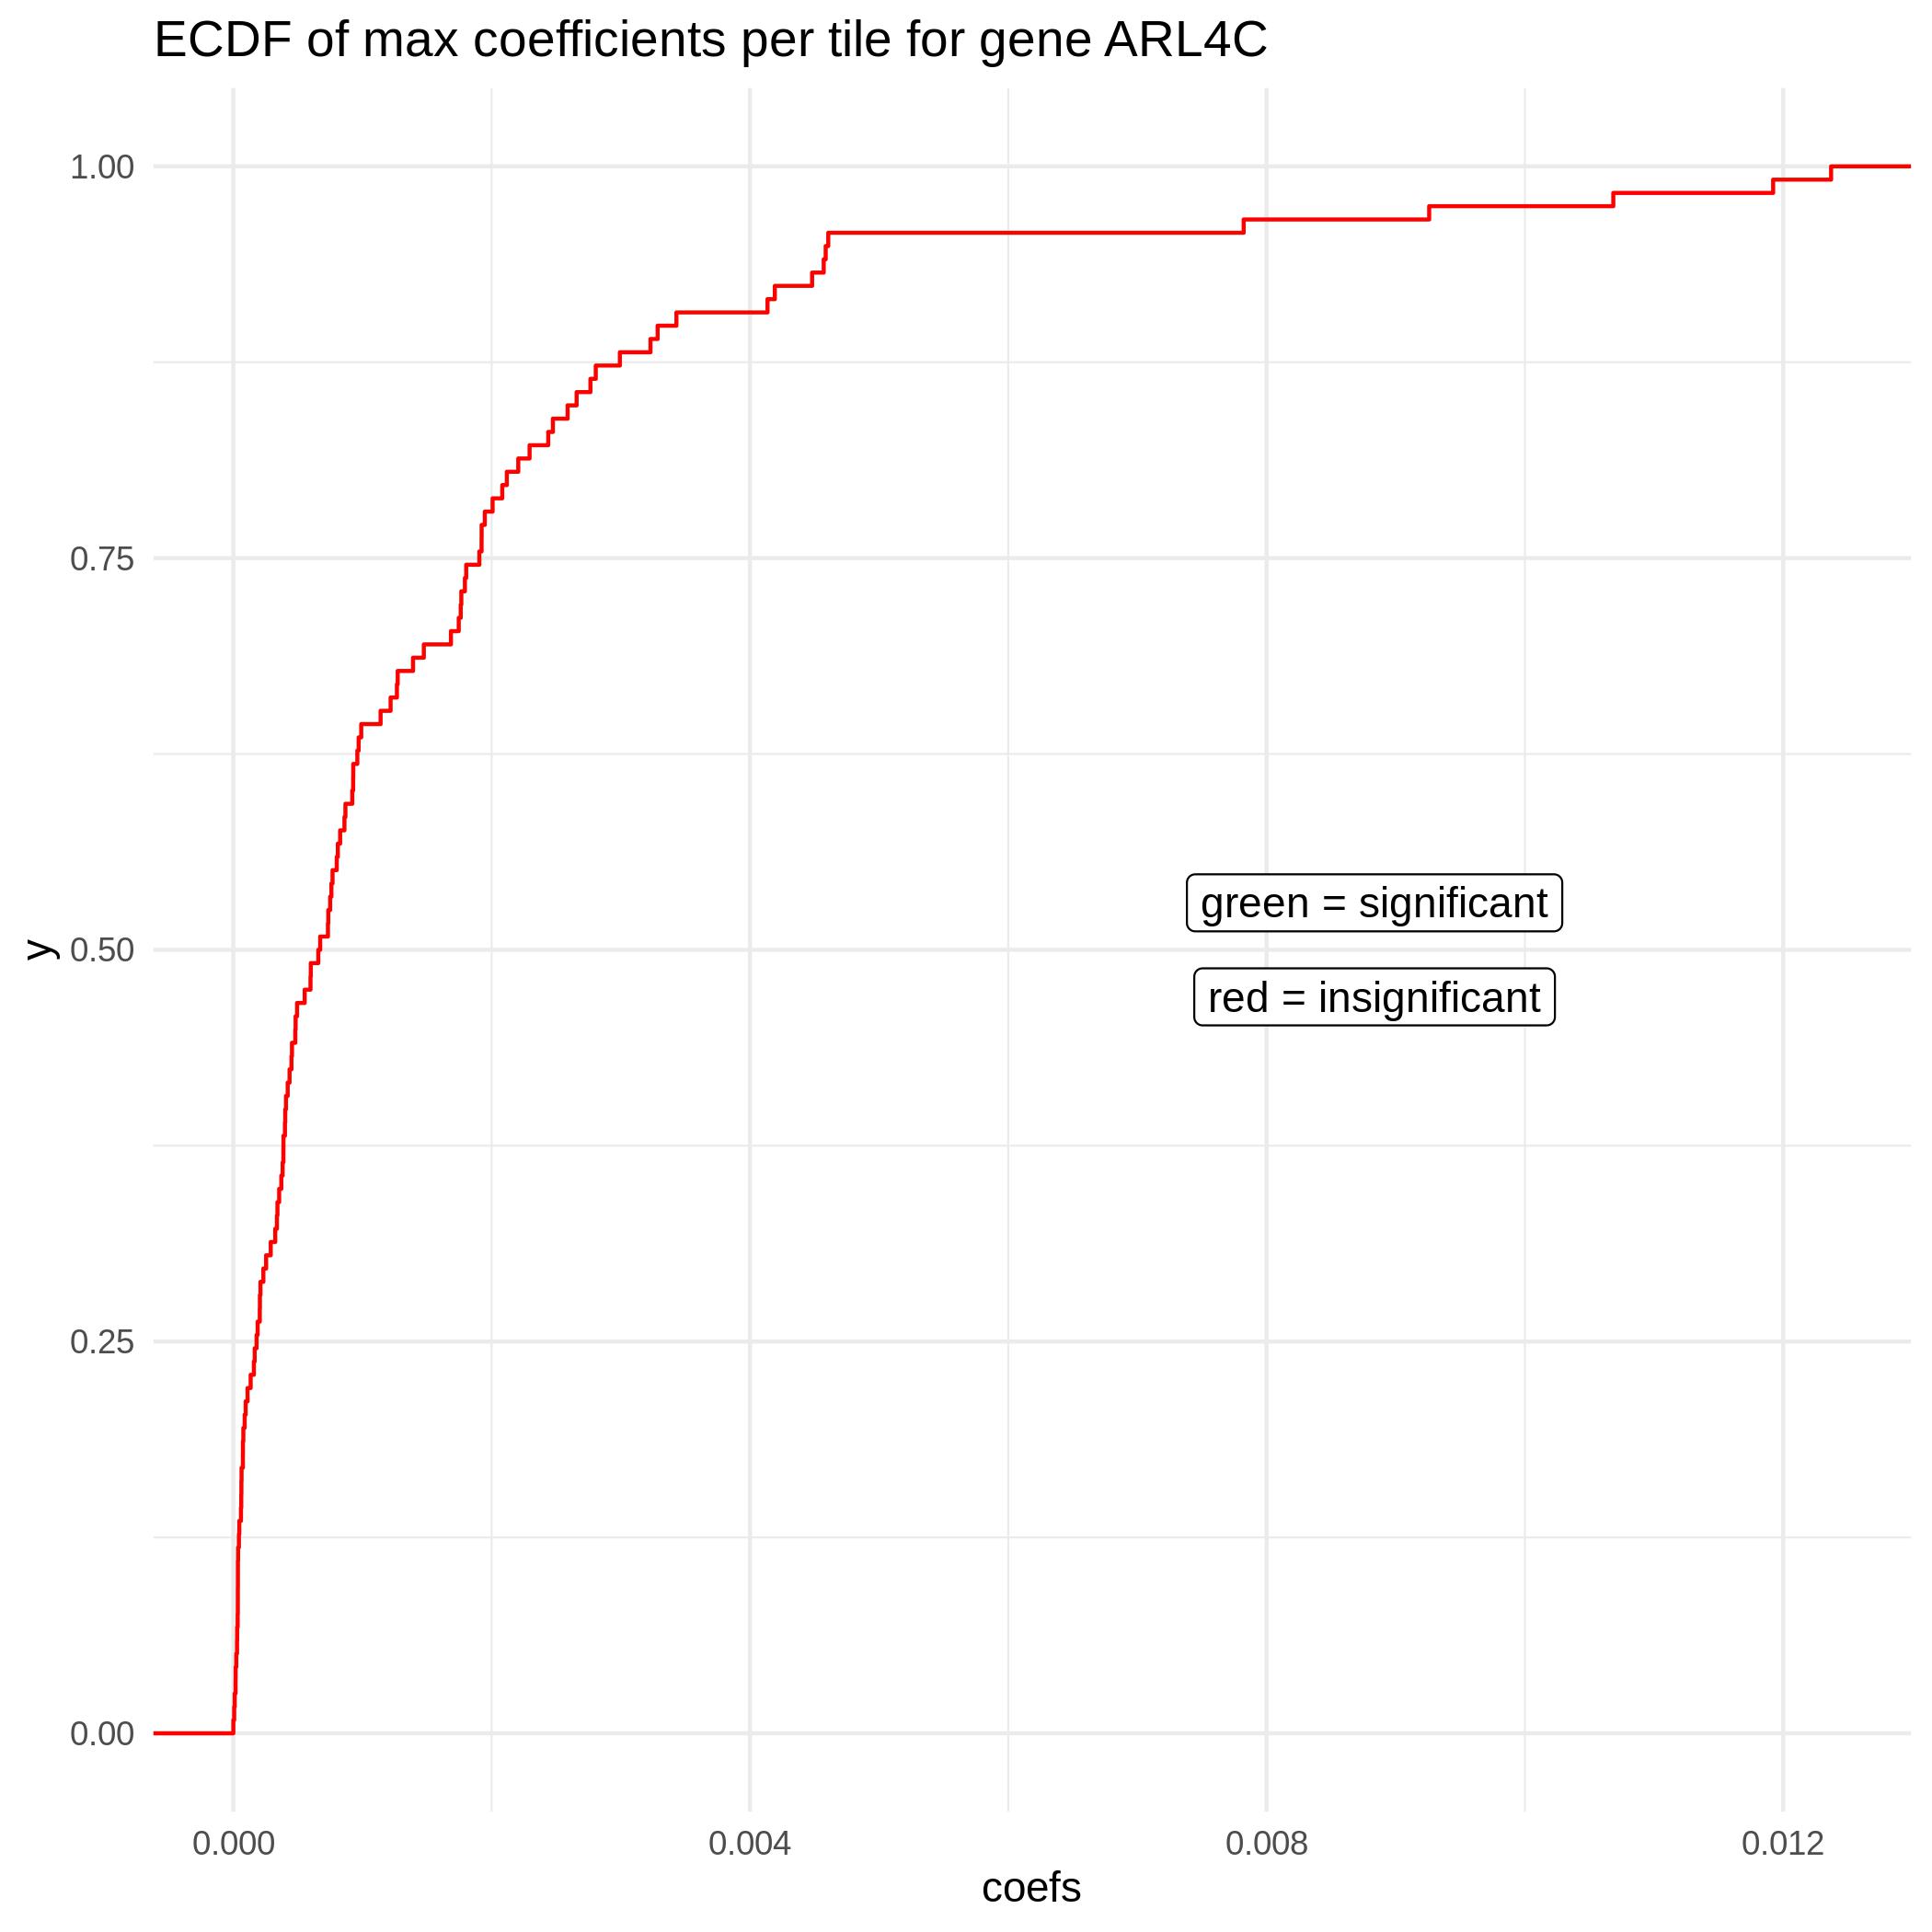 ECDF of max coefficients per tile for gene ARL4C
1.00
0.75
0.50
0.25
0.00
y
green = significant
red = insignificant
0.000
0.004
0.008
0.012
coefs